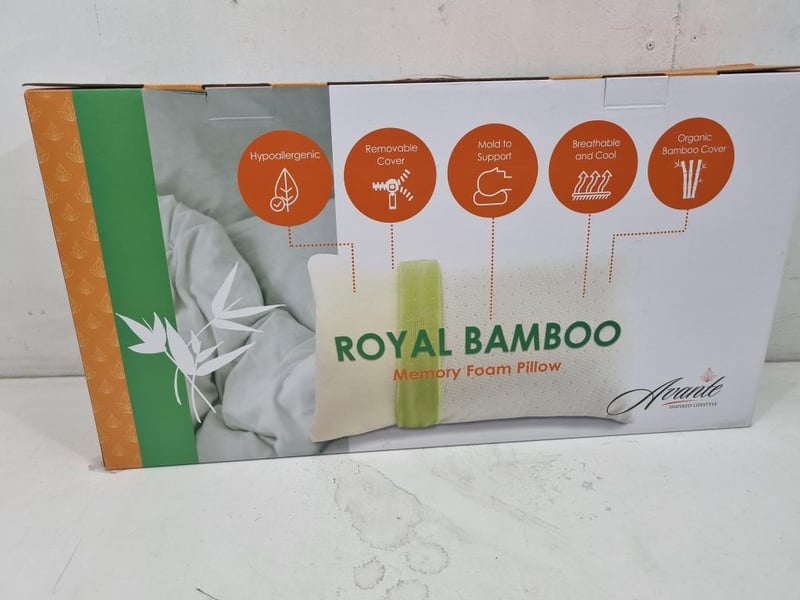 Hypoallergenic
Removable
Cover
Mold to
Support
Breathable
and Cool
Organic
Bamboo Cover
ROYAL BAMBOO
Memory Foam Pillow
Avante
INSPIRED LIFESTYLE